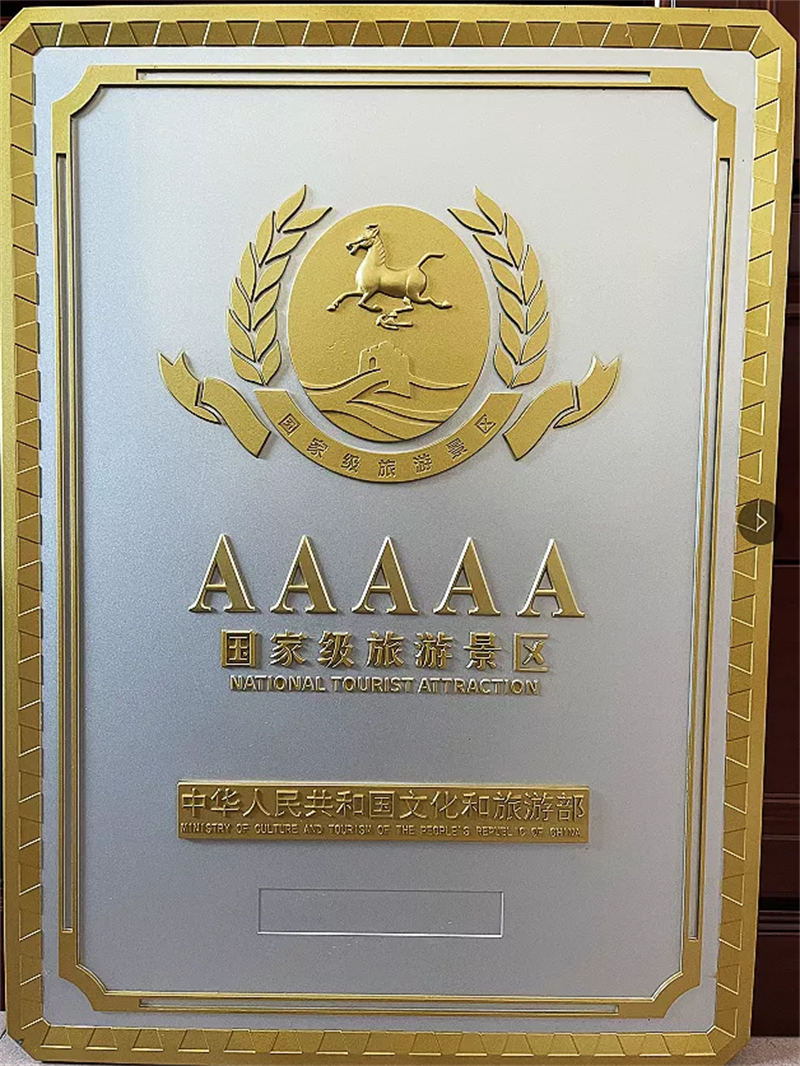 国家级旅游景区
AAAAA
国家级旅游景区
NATIONAL TOURIST ATTRACTION
中华人民共和国文化和旅游部
MINISTRY OF CULTURE AND TOURISM OF THE PEOPLE'S REPUBLIC OF CHINA